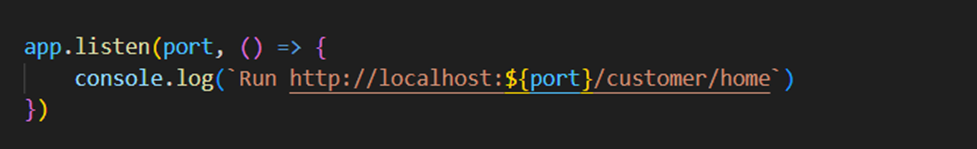 app.listen(port, () => {
    console.log(`Run http://localhost:${port}/customer/home`)
})